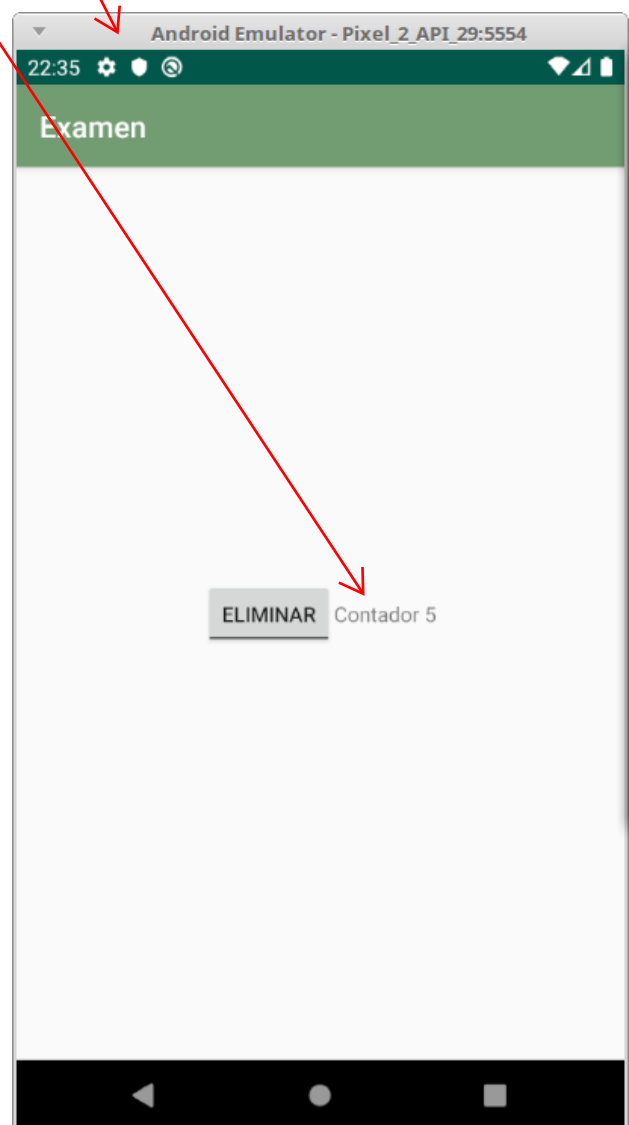 Android Emulator - Pixel_2_API_29:5554
22:35
Examen
ELIMINAR Contador 5